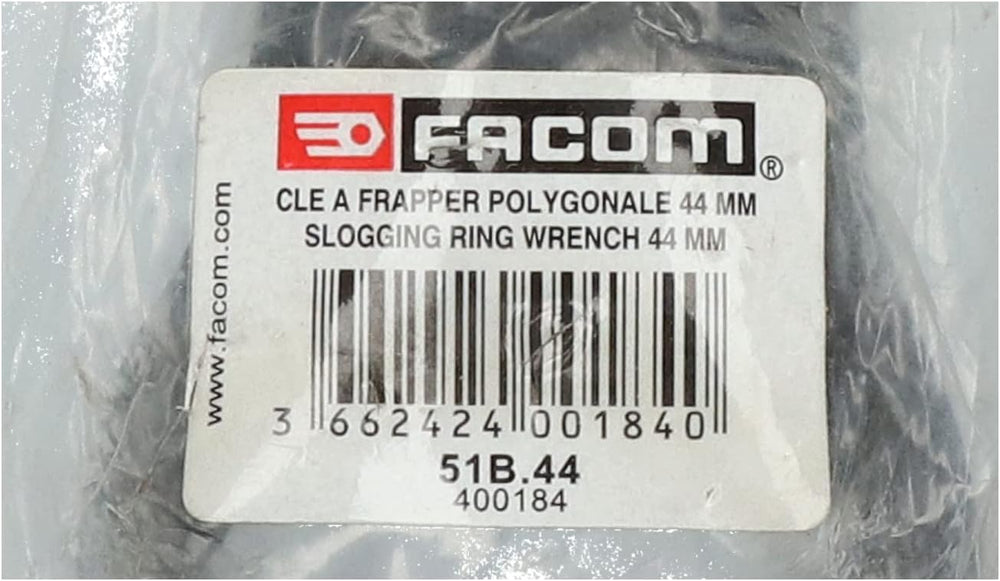 FACOM®
CLE A FRAPPER POLYGONALE 44 MM
SLOGGING RING WRENCH 44 MM
www.facom.com
3 662424 001840
51B.44
400184